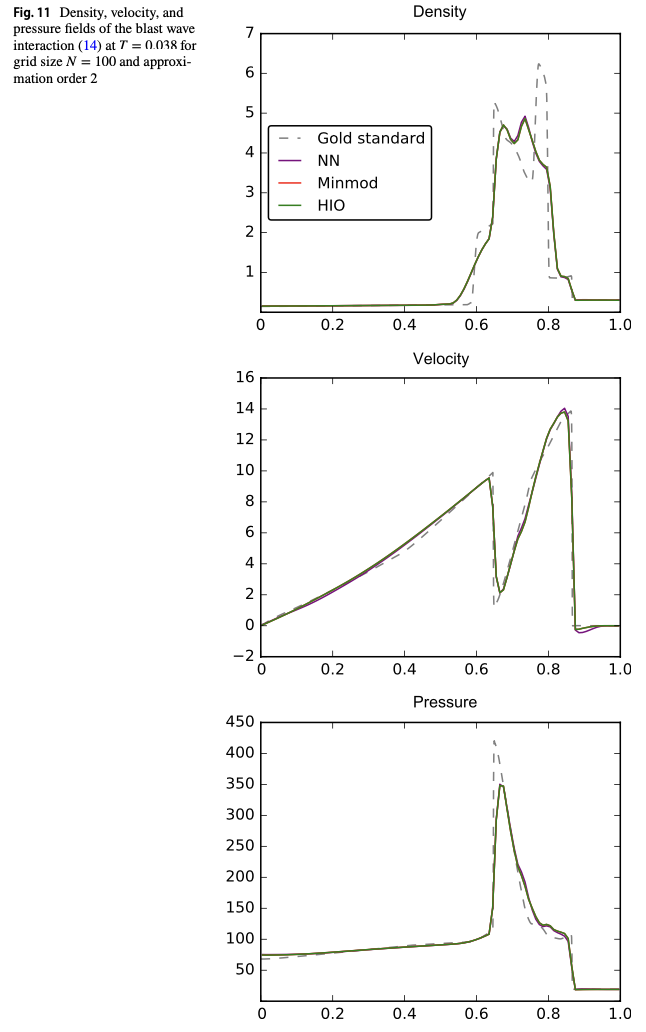 Fig. 11 Density, velocity, and
pressure fields of the blast wave
interaction (14) at T = 0.038 for
grid size N = 100 and approxi-
mation order 2
Density
7
6
5
4
3
2
1
Gold standard
NN
Minmod
HIO
0 0.2 0.4 0.6 0.8 1.0
Velocity
16
14
12
10
8
6
4
2
0
−2
0 0.2 0.4 0.6 0.8 1.0
Pressure
450
400
350
300
250
200
150
100
50
0 0.2 0.4 0.6 0.8 1.0